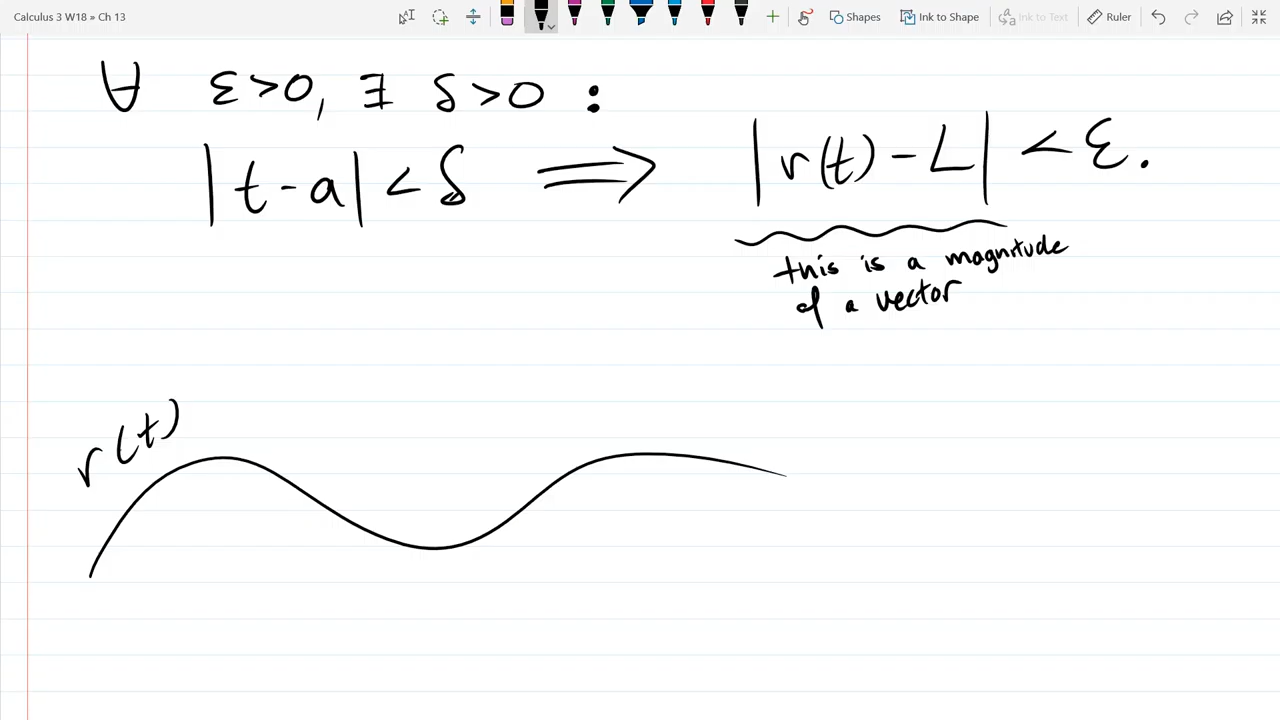 Calculus 3 W18 » Ch 13
Shapes
Ink to Shape
Ink to Text
Ruler
∀ ε>0, ∃ δ>0 :
|t-a| < δ ⟹ |r(t) - L| < ε.
this is a magnitude
of a vector
r(t)